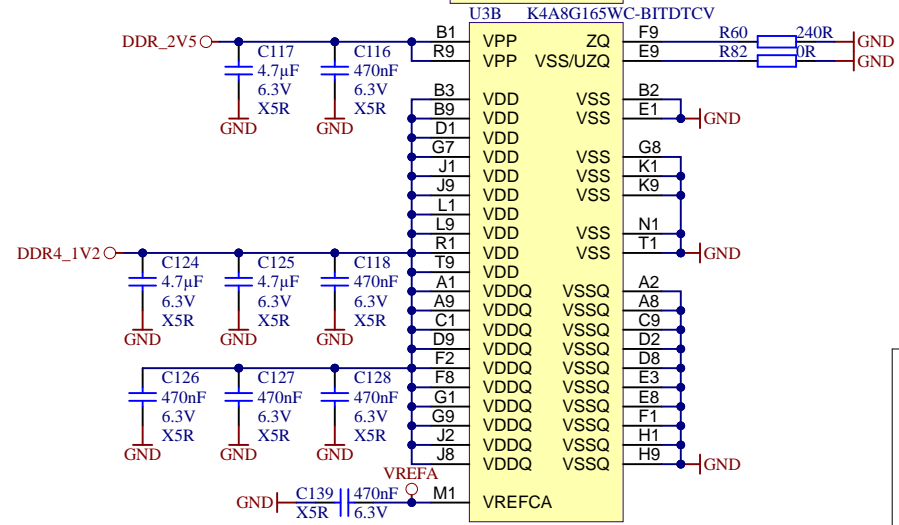 U3B K4A8G165WC-BITDTCV
DDR_2V5
B1 VPP ZQ F9 R60 240R GND
R9 VPP VSS/UZQ E9 R82 0R GND
C117 C116
4.7µF 470nF
6.3V 6.3V
X5R X5R
GND GND
B3 VDD VSS B2
B9 VDD VSS E1 GND
D1 VDD
G7 VDD VSS G8
J1 VDD VSS K1
J9 VDD VSS K9
L1 VDD
L9 VDD VSS N1
DDR4_1V2 R1 VDD VSS T1 GND
T9 VDD
C124 C125 C118
4.7µF 4.7µF 470nF
6.3V 6.3V 6.3V
X5R X5R X5R
GND GND GND
A1 VDDQ VSSQ A2
A9 VDDQ VSSQ A8
C1 VDDQ VSSQ C9
D9 VDDQ VSSQ D2
F2 VDDQ VSSQ D8
F8 VDDQ VSSQ E3
G1 VDDQ VSSQ E8
G9 VDDQ VSSQ F1
J2 VDDQ VSSQ H1
J8 VDDQ VSSQ H9 GND
C126 C127 C128
470nF 470nF 470nF
6.3V 6.3V 6.3V
X5R X5R X5R
GND GND GND
VREFA
GND C139 470nF M1 VREFCA
X5R 6.3V